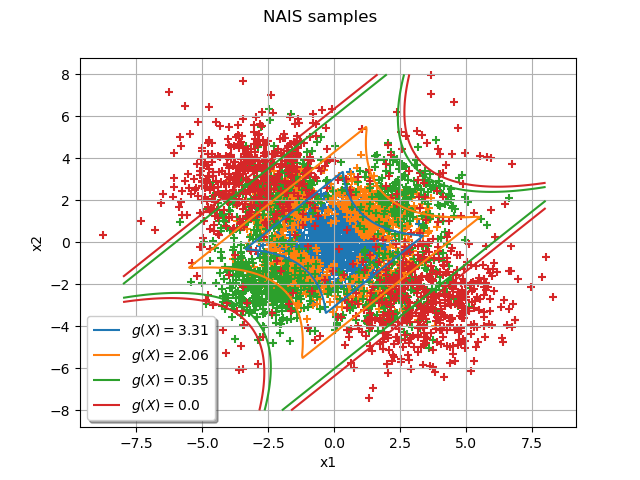 NAIS samples
8
6
4
2
0
−2
−4
−6
−8
x2
g(X) = 3.31
g(X) = 2.06
g(X) = 0.35
g(X) = 0.0
−7.5 −5.0 −2.5 0.0 2.5 5.0 7.5
x1